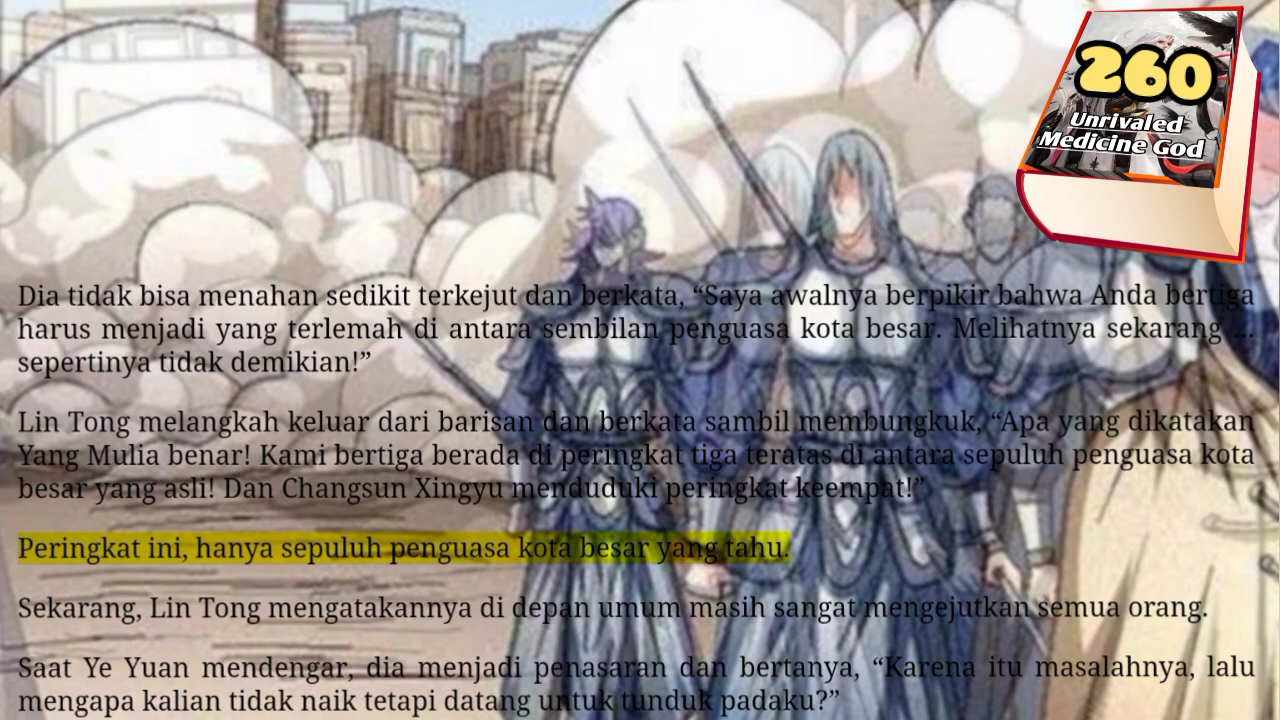 260
Unrivaled
Medicine God
Dia tidak bisa menahan sedikit terkejut dan berkata, “Saya awalnya berpikir bahwa Anda bertiga
harus menjadi yang terlemah di antara sembilan penguasa kota besar. Melihatnya sekarang ...
sepertinya tidak demikian!”
Lin Tong melangkah keluar dari barisan dan berkata sambil membungkuk, “Apa yang dikatakan
Yang Mulia benar! Kami bertiga berada di peringkat tiga teratas di antara sepuluh penguasa kota
besar yang asli! Dan Changsun Xingyu menduduki peringkat keempat!”
Peringkat ini, hanya sepuluh penguasa kota besar yang tahu.
Sekarang, Lin Tong mengatakannya di depan umum masih sangat mengejutkan semua orang.
Saat Ye Yuan mendengar, dia menjadi penasaran dan bertanya, “Karena itu masalahnya, lalu
mengapa kalian tidak naik tetapi datang untuk tunduk padaku?”